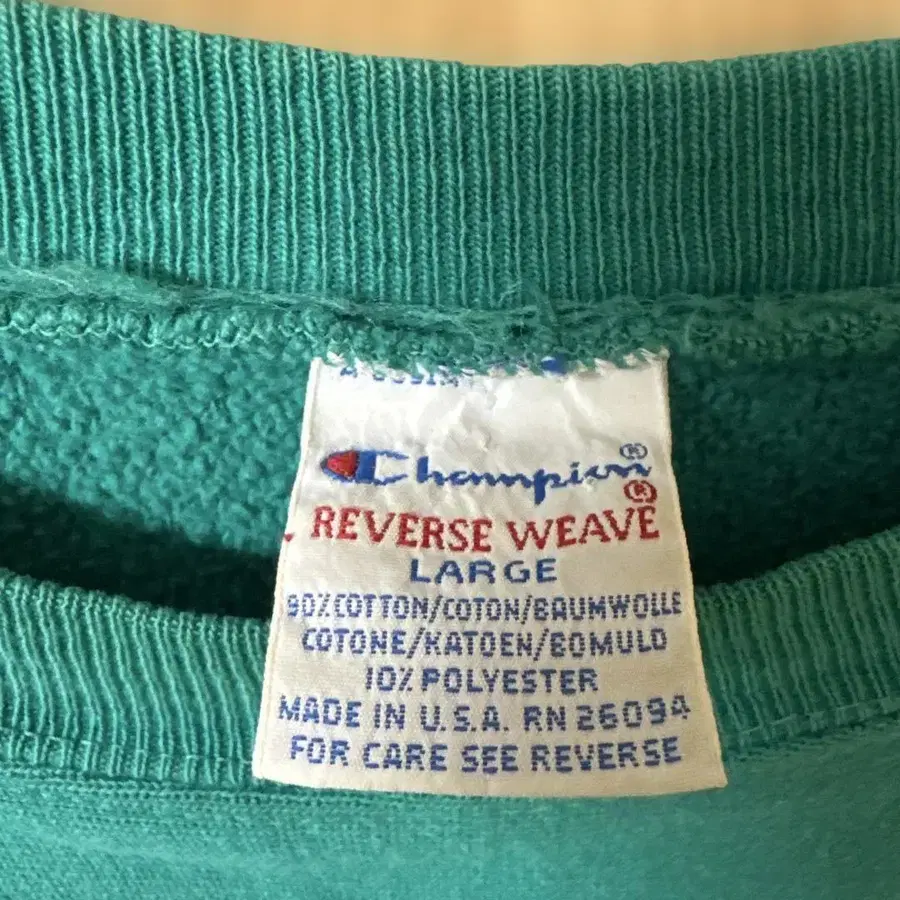 Champion®
®
REVERSE WEAVE
LARGE
90% COTTON/COTON/BAUMWOLLE
COTONE/KATOEN/BOMULD
10% POLYESTER
MADE IN U.S.A. RN 26094
FOR CARE SEE REVERSE